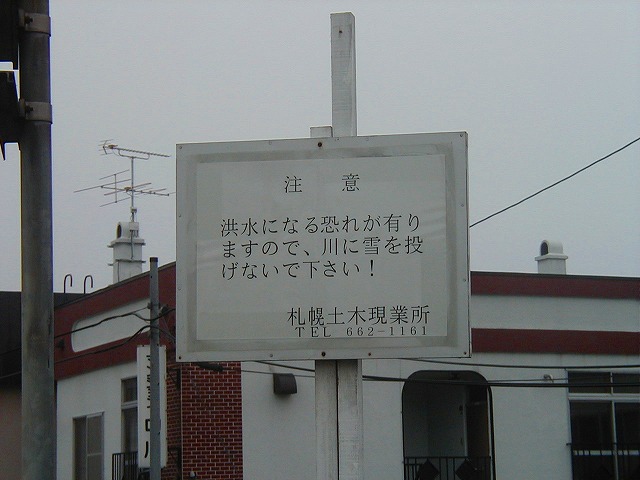 注 意
洪水になる恐れが有り
ますので、川に雪を投
げないで下さい！
札幌土木現業所
TEL 662-1161